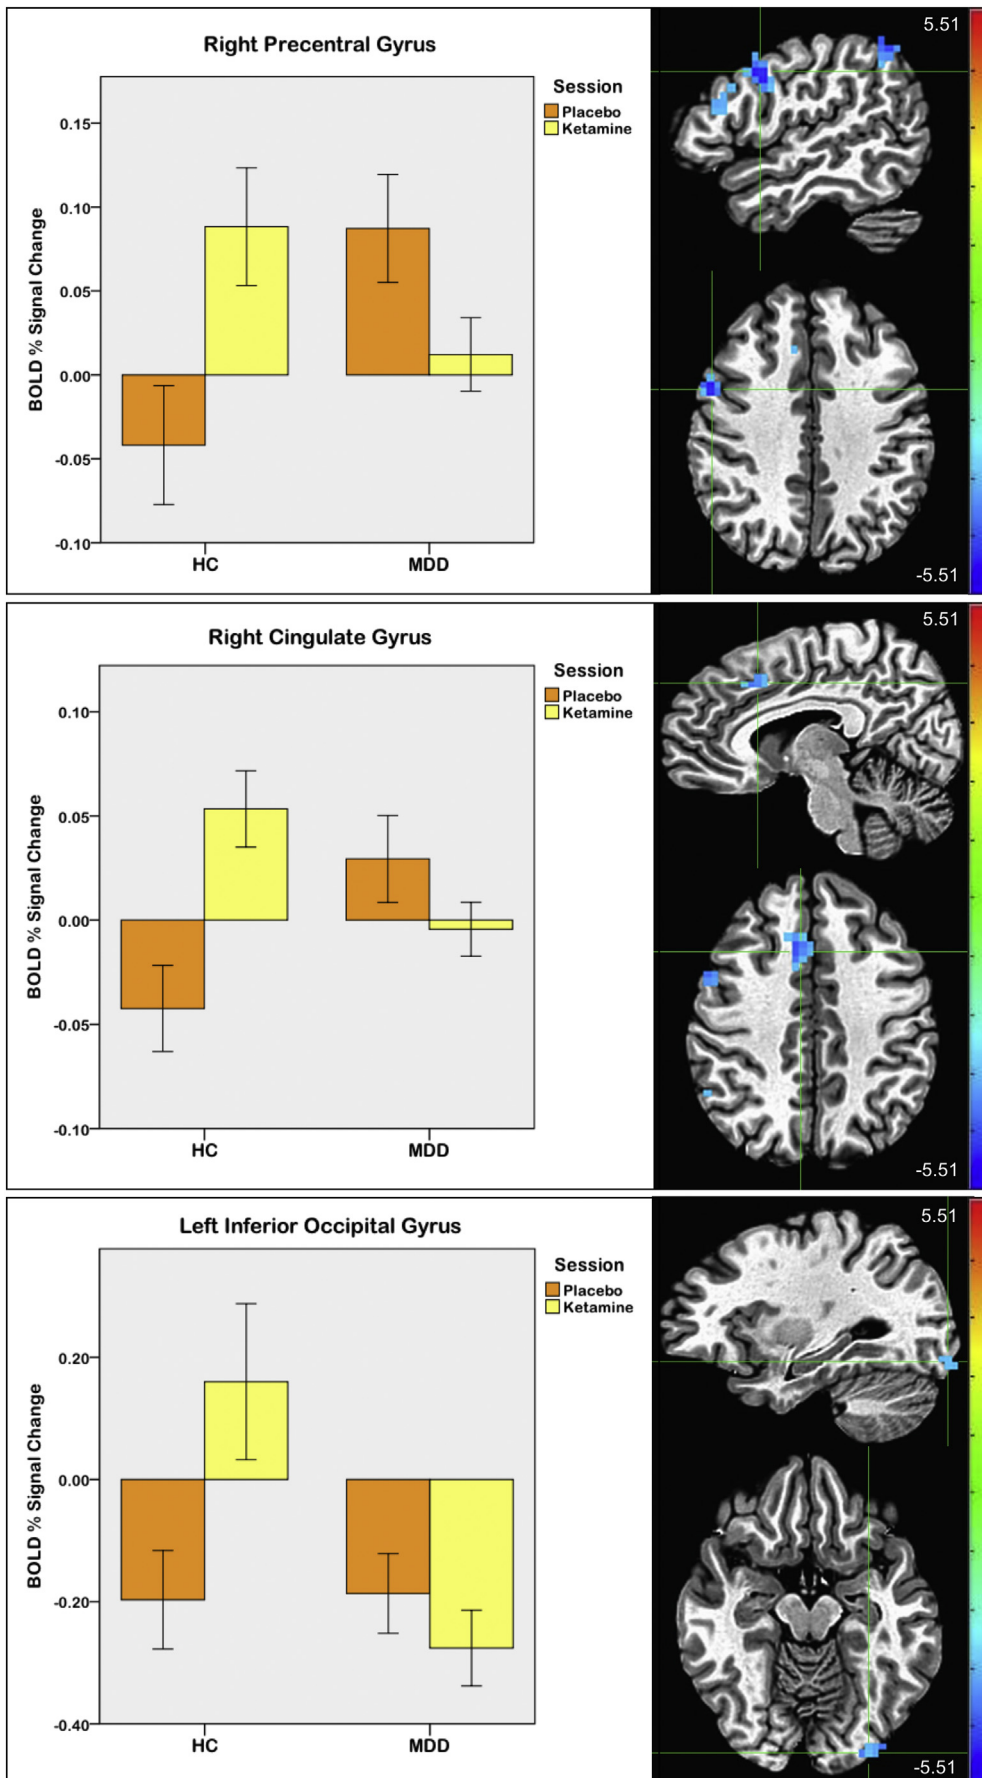 Right Precentral Gyrus
Session
Placebo
Ketamine
BOLD % Signal Change
0.15
0.10
0.05
0.00
-0.05
-0.10
HC MDD
5.51
-5.51
Right Cingulate Gyrus
Session
Placebo
Ketamine
BOLD % Signal Change
0.10
0.05
0.00
-0.05
-0.10
HC MDD
5.51
-5.51
Left Inferior Occipital Gyrus
Session
Placebo
Ketamine
BOLD % Signal Change
0.20
0.00
-0.20
-0.40
HC MDD
5.51
-5.51